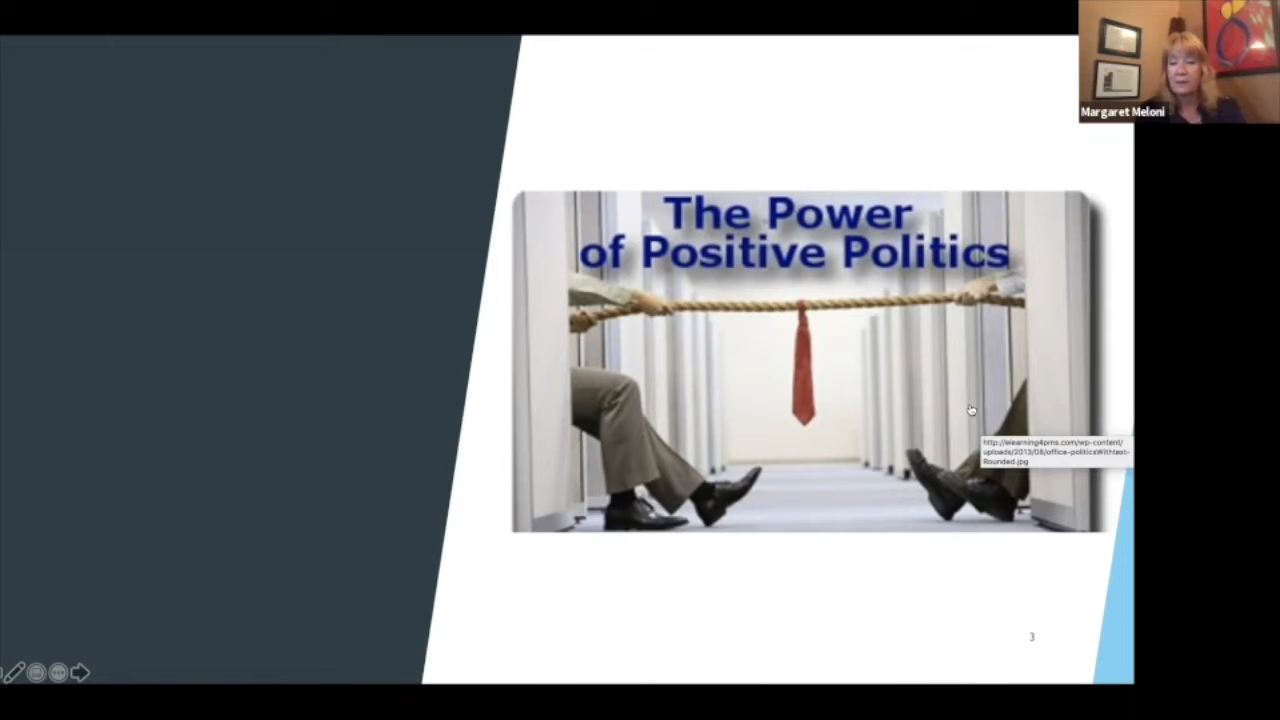 Margaret Meloni
The Power
of Positive Politics
http://elearning4pms.com/wp-content/
uploads/2013/08/office-politicsWithtext-
Rounded.jpg
3